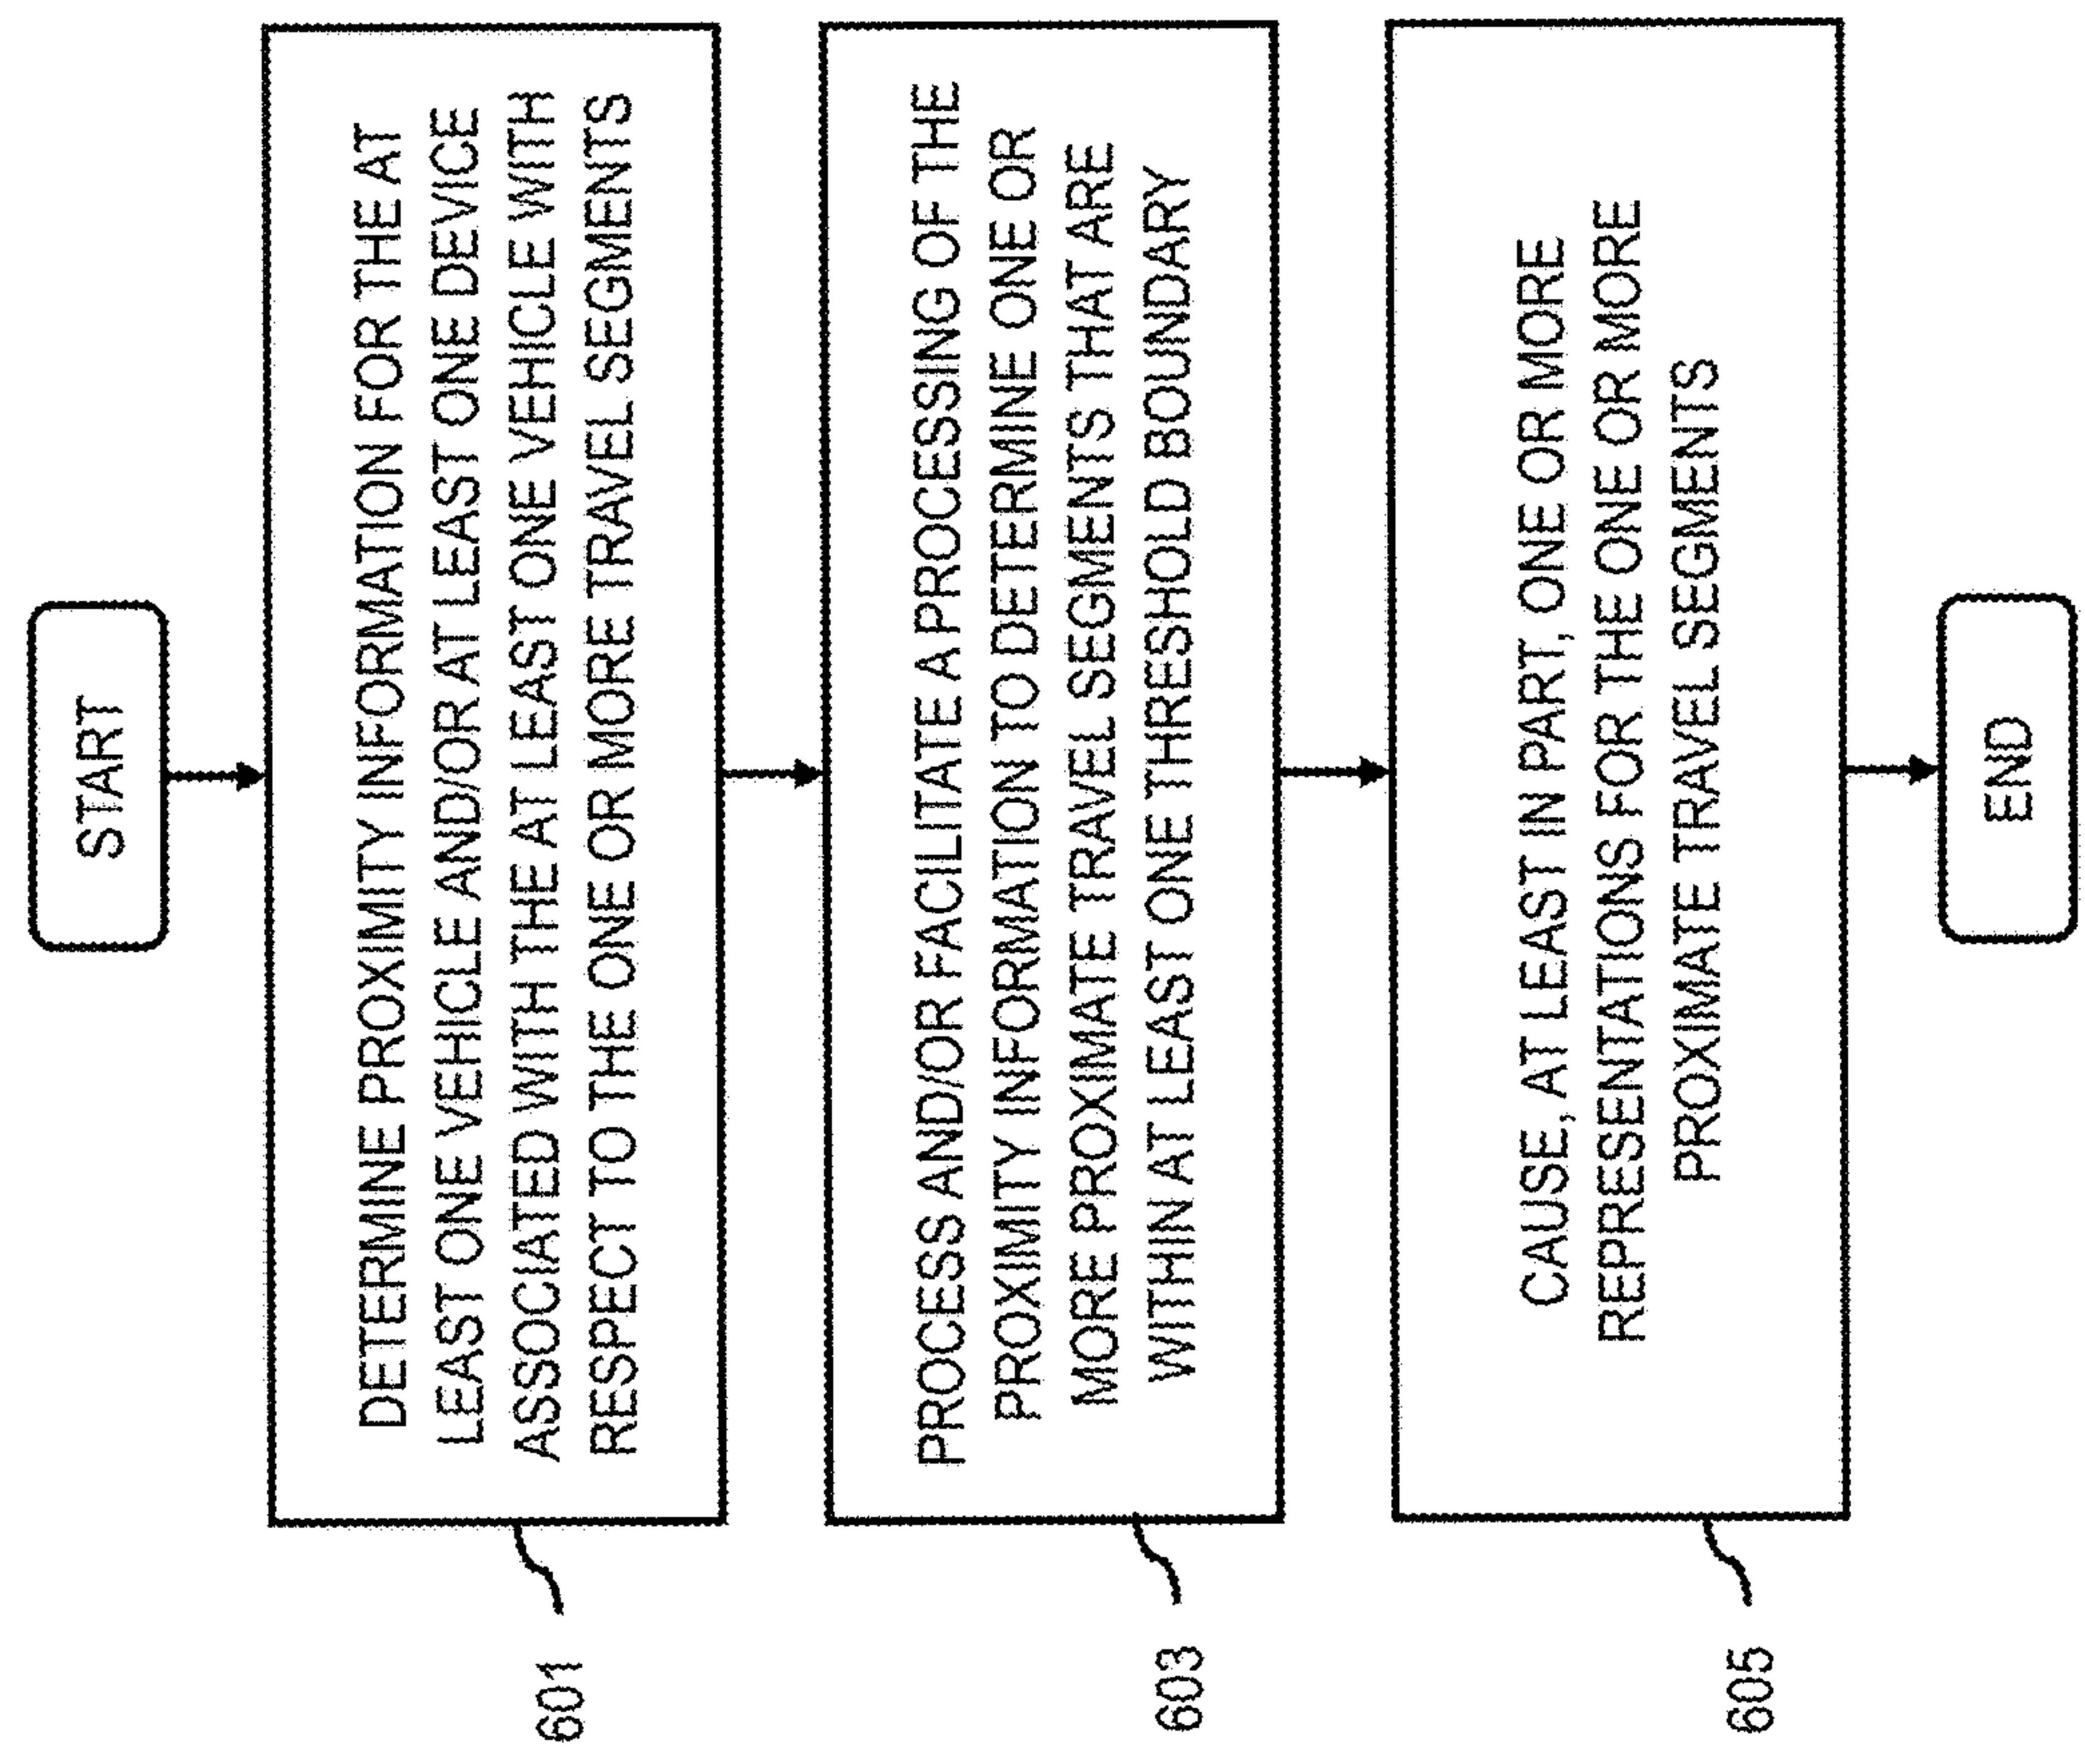 START
DETERMINE PROXIMITY INFORMATION FOR THE AT
LEAST ONE VEHICLE AND/OR AT LEAST ONE DEVICE
ASSOCIATED WITH THE AT LEAST ONE VEHICLE WITH
RESPECT TO THE ONE OR MORE TRAVEL SEGMENTS
601
PROCESS AND/OR FACILITATE A PROCESSING OF THE
PROXIMITY INFORMATION TO DETERMINE ONE OR
MORE PROXIMATE TRAVEL SEGMENTS THAT ARE
WITHIN AT LEAST ONE THRESHOLD BOUNDARY
603
CAUSE, AT LEAST IN PART, ONE OR MORE
REPRESENTATIONS FOR THE ONE OR MORE
PROXIMATE TRAVEL SEGMENTS
605
END